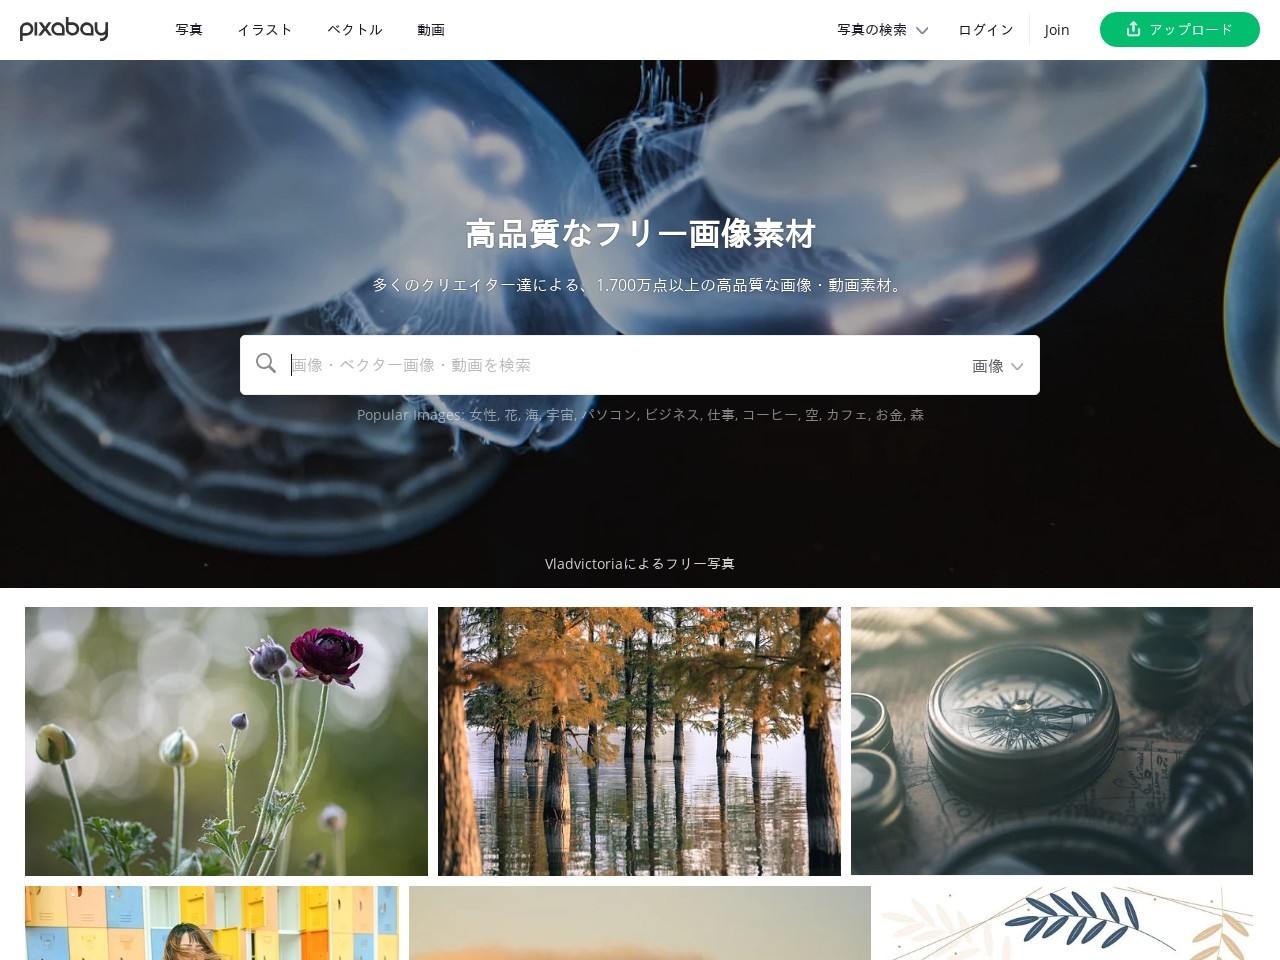 pixabay
写真 イラスト ベクトル 動画 写真の検索 ログイン Join アップロード
高品質なフリー画像素材
多くのクリエイター達による、1.700万点以上の高品質な画像・動画素材。
画像・ベクター画像・動画を検索 画像
Popular Images: 女性, 花, 海, 宇宙, パソコン, ビジネス, 仕事, コーヒー, 空, カフェ, お金, 森
Vladvictoriaによるフリー写真